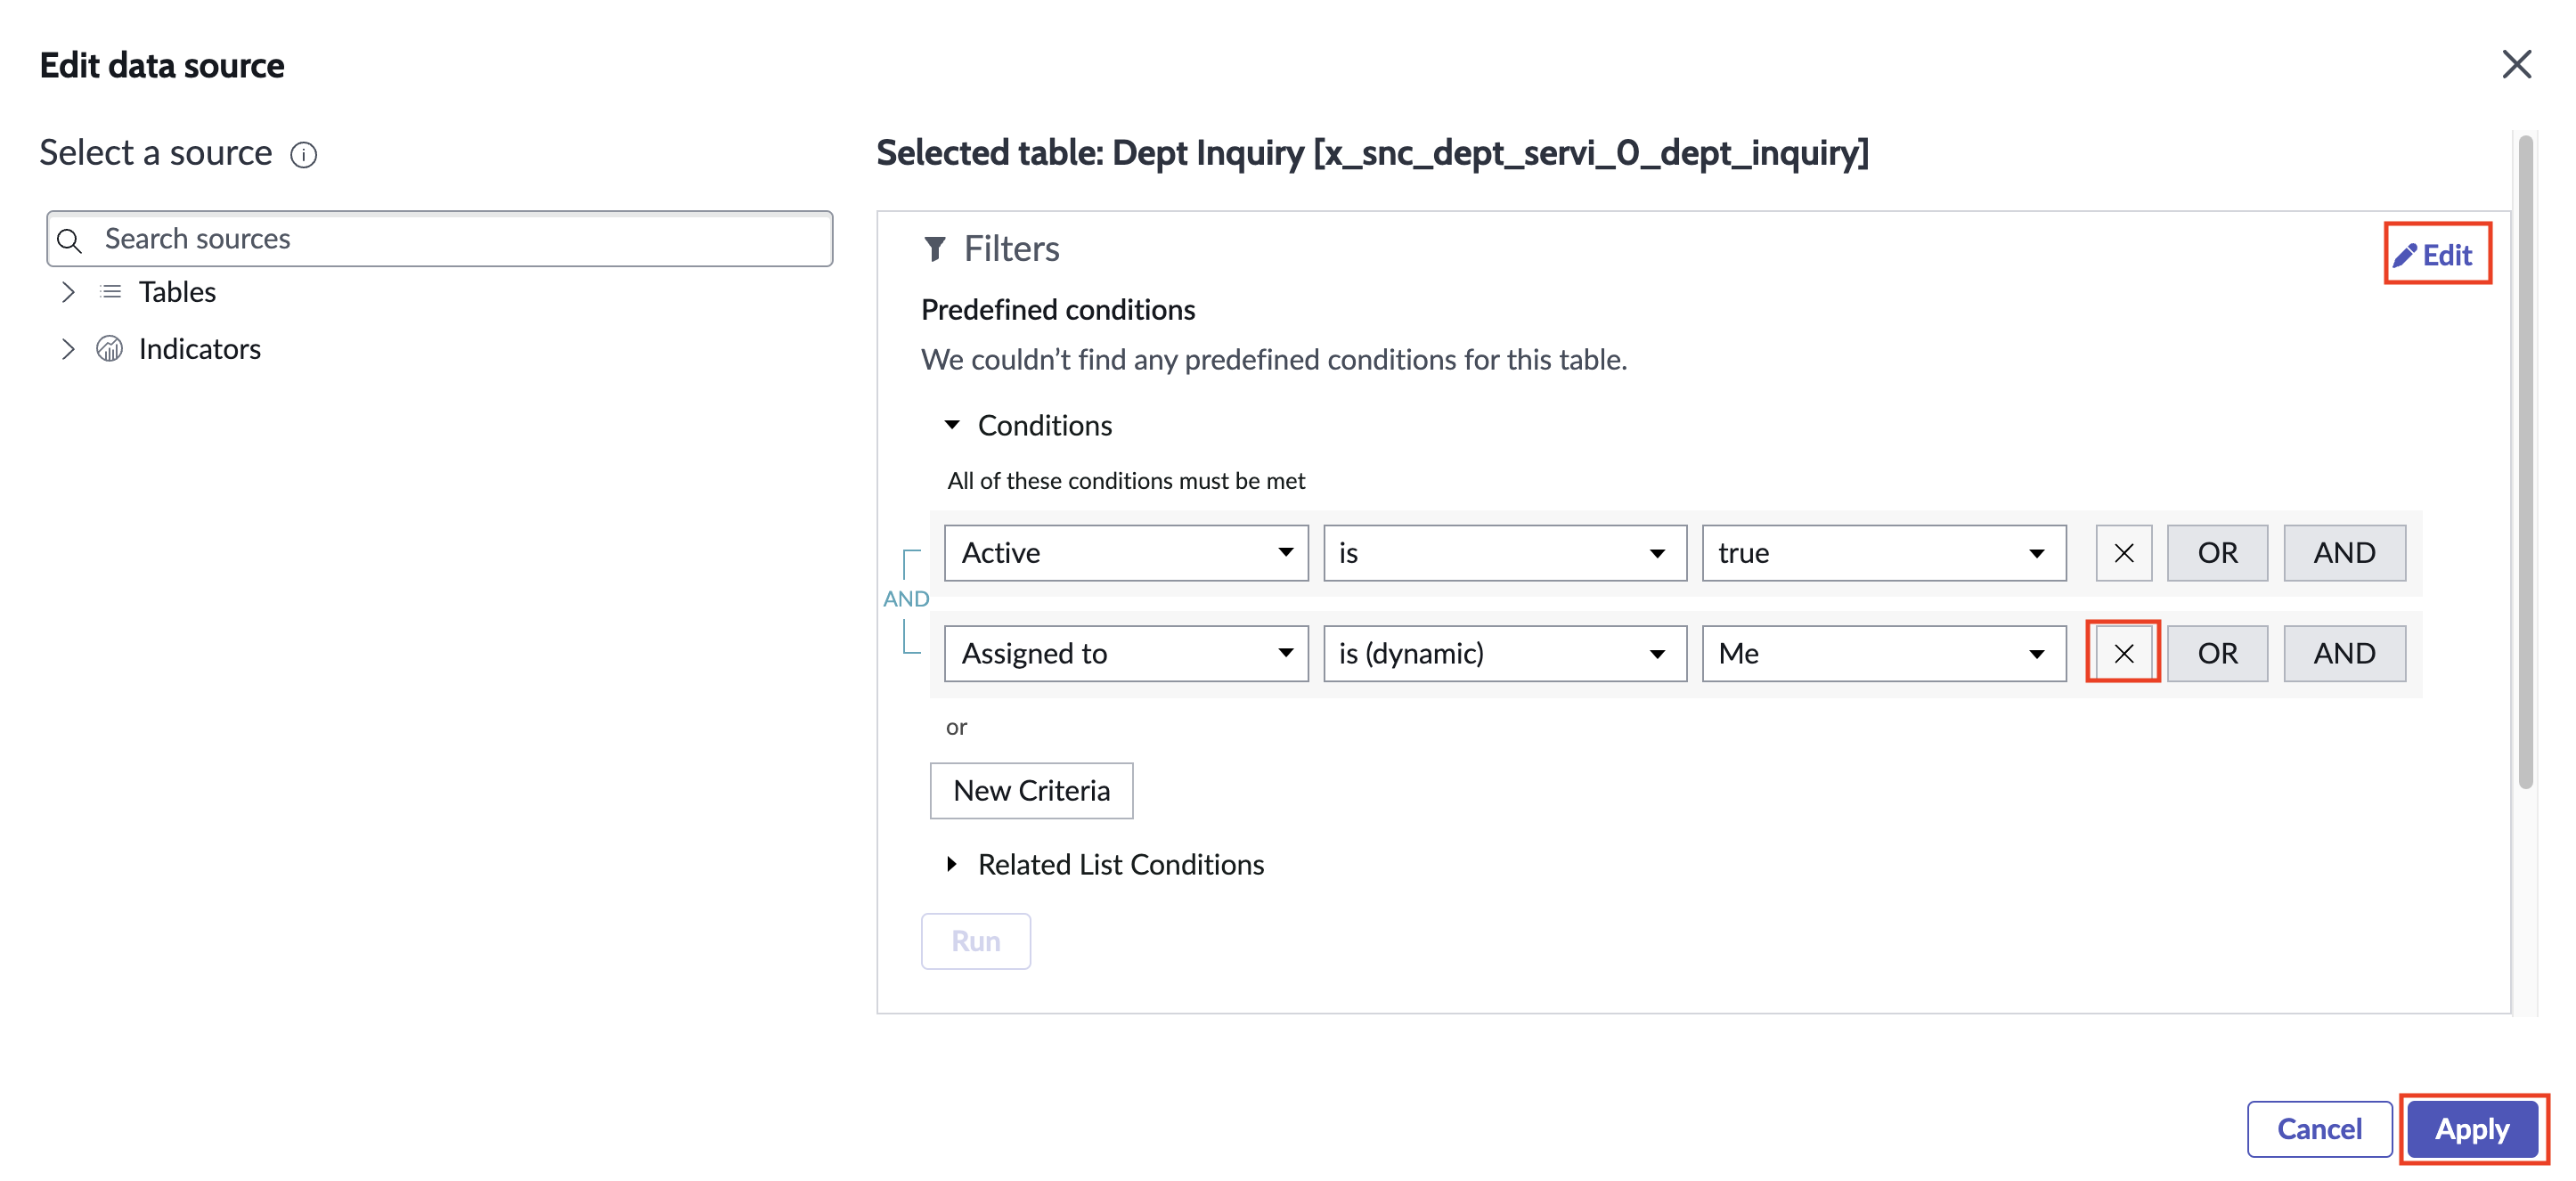 Edit data source
Select a source
Search sources
Tables
Indicators
Selected table: Dept Inquiry [x_snc_dept_servi_0_dept_inquiry]
Filters
Edit
Predefined conditions
We couldn’t find any predefined conditions for this table.
Conditions
All of these conditions must be met
Active is true OR AND
AND
Assigned to is (dynamic) Me OR AND
or
New Criteria
Related List Conditions
Run
Cancel Apply